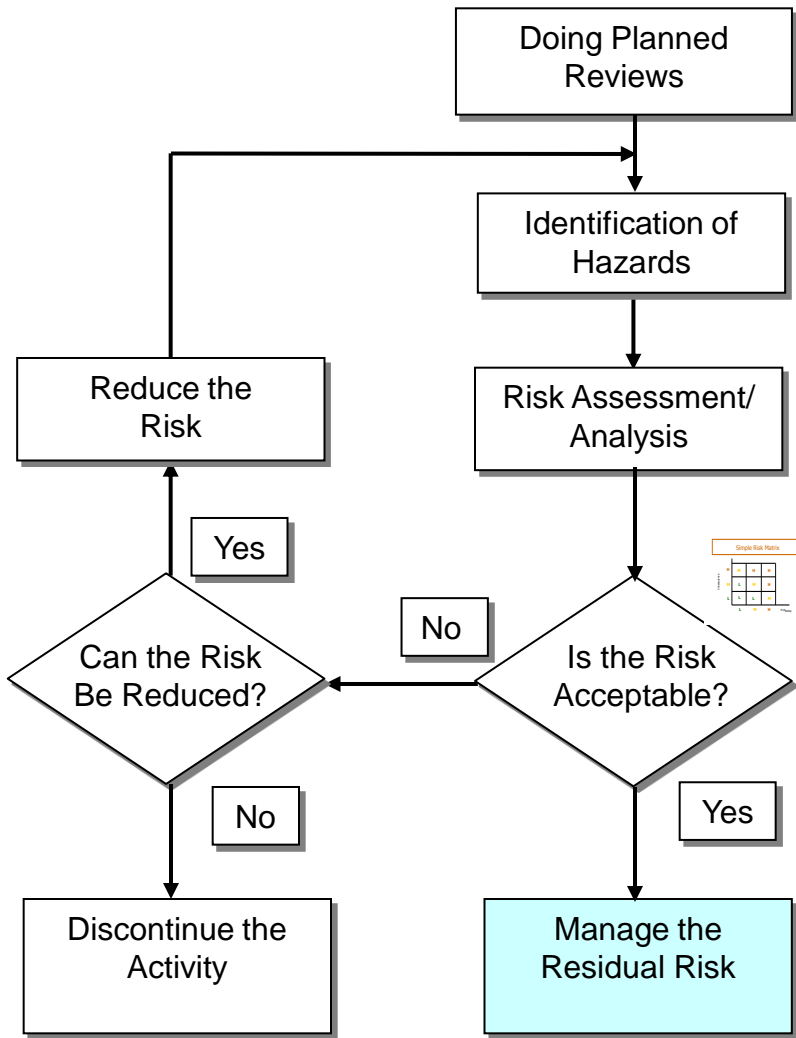 Doing Planned
Reviews
Identification of
Hazards
Reduce the
Risk
Risk Assessment/
Analysis
Yes
Simple Risk Matrix
No
Can the Risk
Be Reduced?
Is the Risk
Acceptable?
No
Yes
Discontinue the
Activity
Manage the
Residual Risk